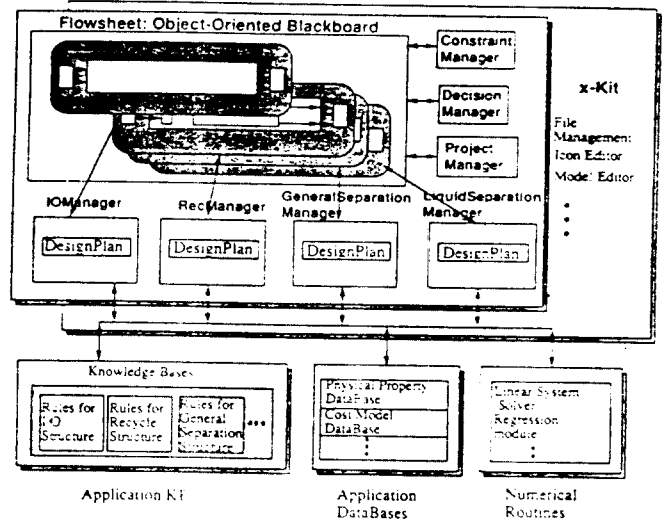 Flowsheet: Object-Oriented Blackboard
Constraint
Manager
Decision
Manager
Project
Manager
x-Kit
File
Management
Icon Editor
Model Editor
IOManager
RecManager
GeneralSeparation
Manager
LiquidSeparation
Manager
DesignPlan
DesignPlan
DesignPlan
DesignPlan
Knowledge Bases
Rules for
I/O
Structure
Rules for
Recycle
Structure
Rules for
General
Separation
Structure
Physical Property
DataBase
Cost Model
DataBase
Linear System
Solver
Regression
module
Application
Application
DataBases
Numerical
Routines